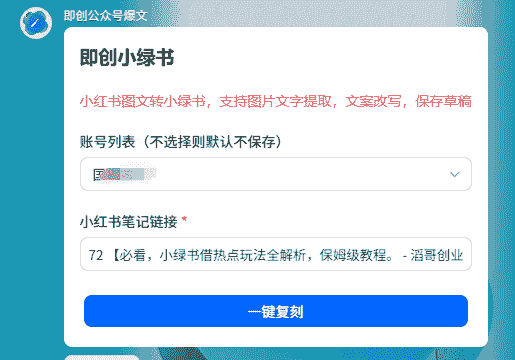 即创公众号爆文
即创小绿书
小红书图文转小绿书，支持图片文字提取，文案改写，保存草稿
账号列表（不选择则默认不保存）
小红书笔记链接 *
72 【必看，小绿书借热点玩法全解析，保姆级教程。 - 滔哥创业
一键复刻